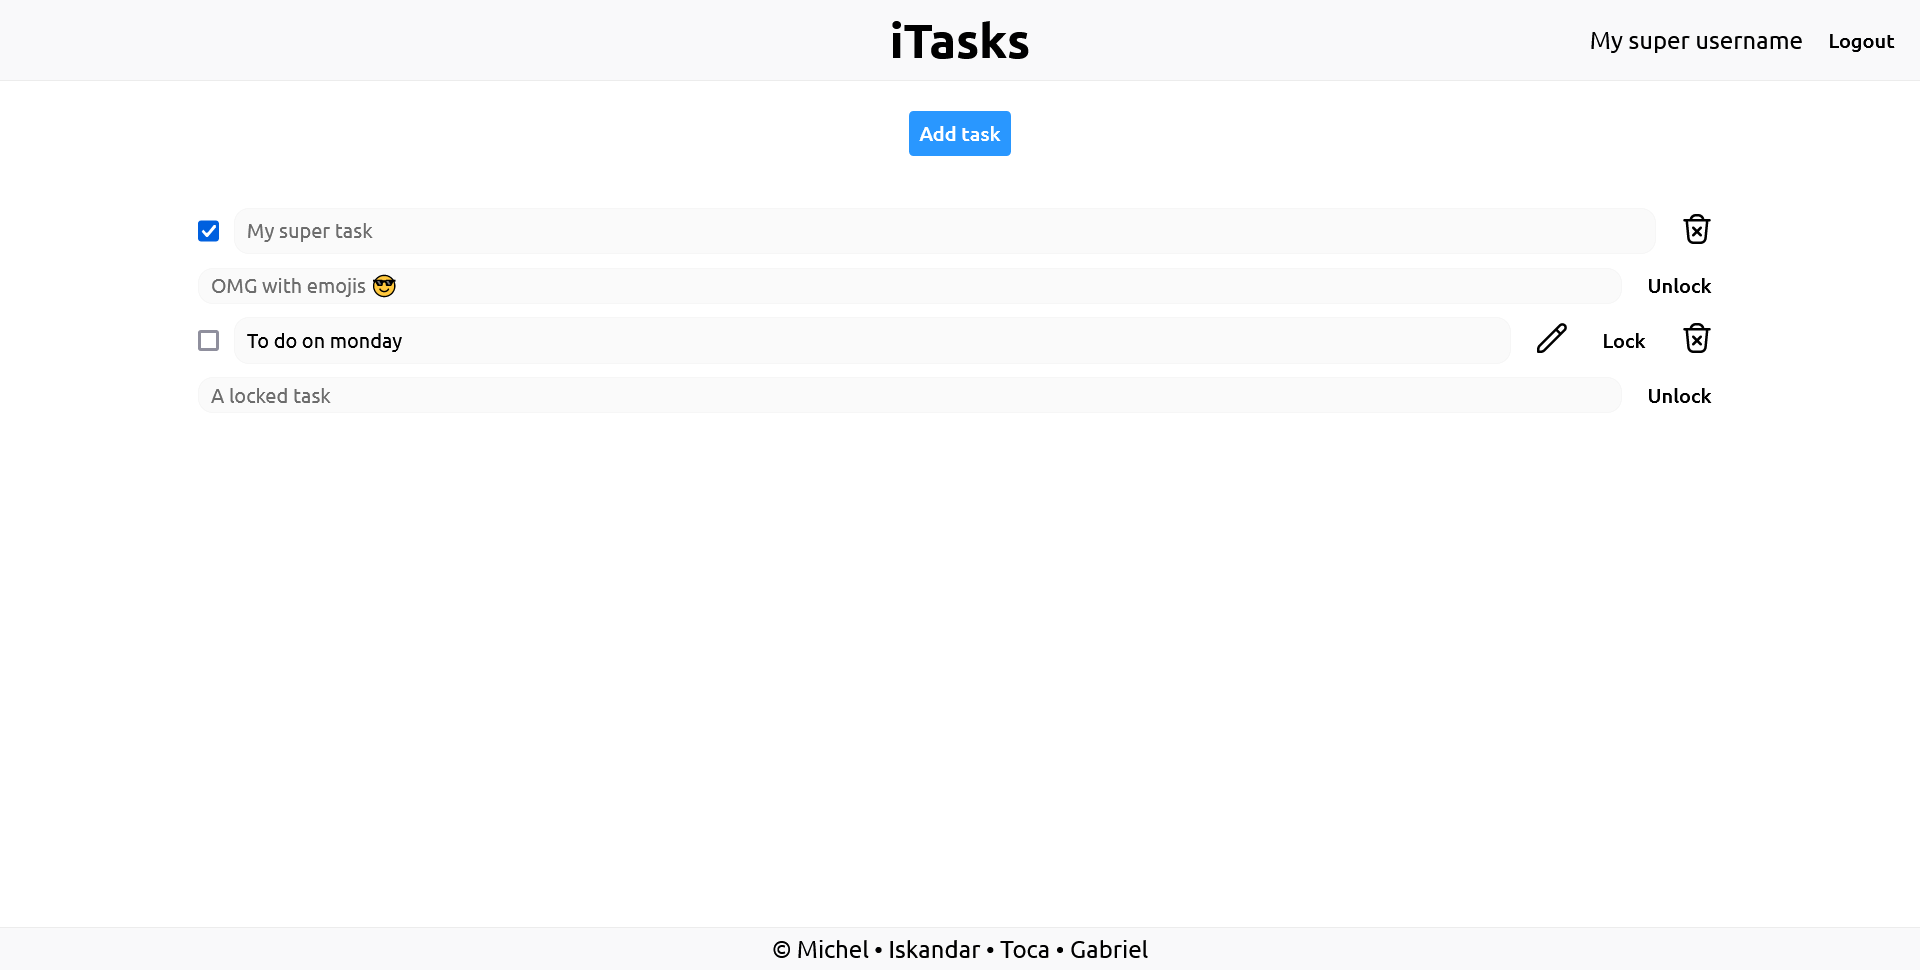 iTasks
My super username Logout
Add task
My super task
OMG with emojis 😎 Unlock
To do on monday Lock
A locked task Unlock
© Michel • Iskandar • Toca • Gabriel